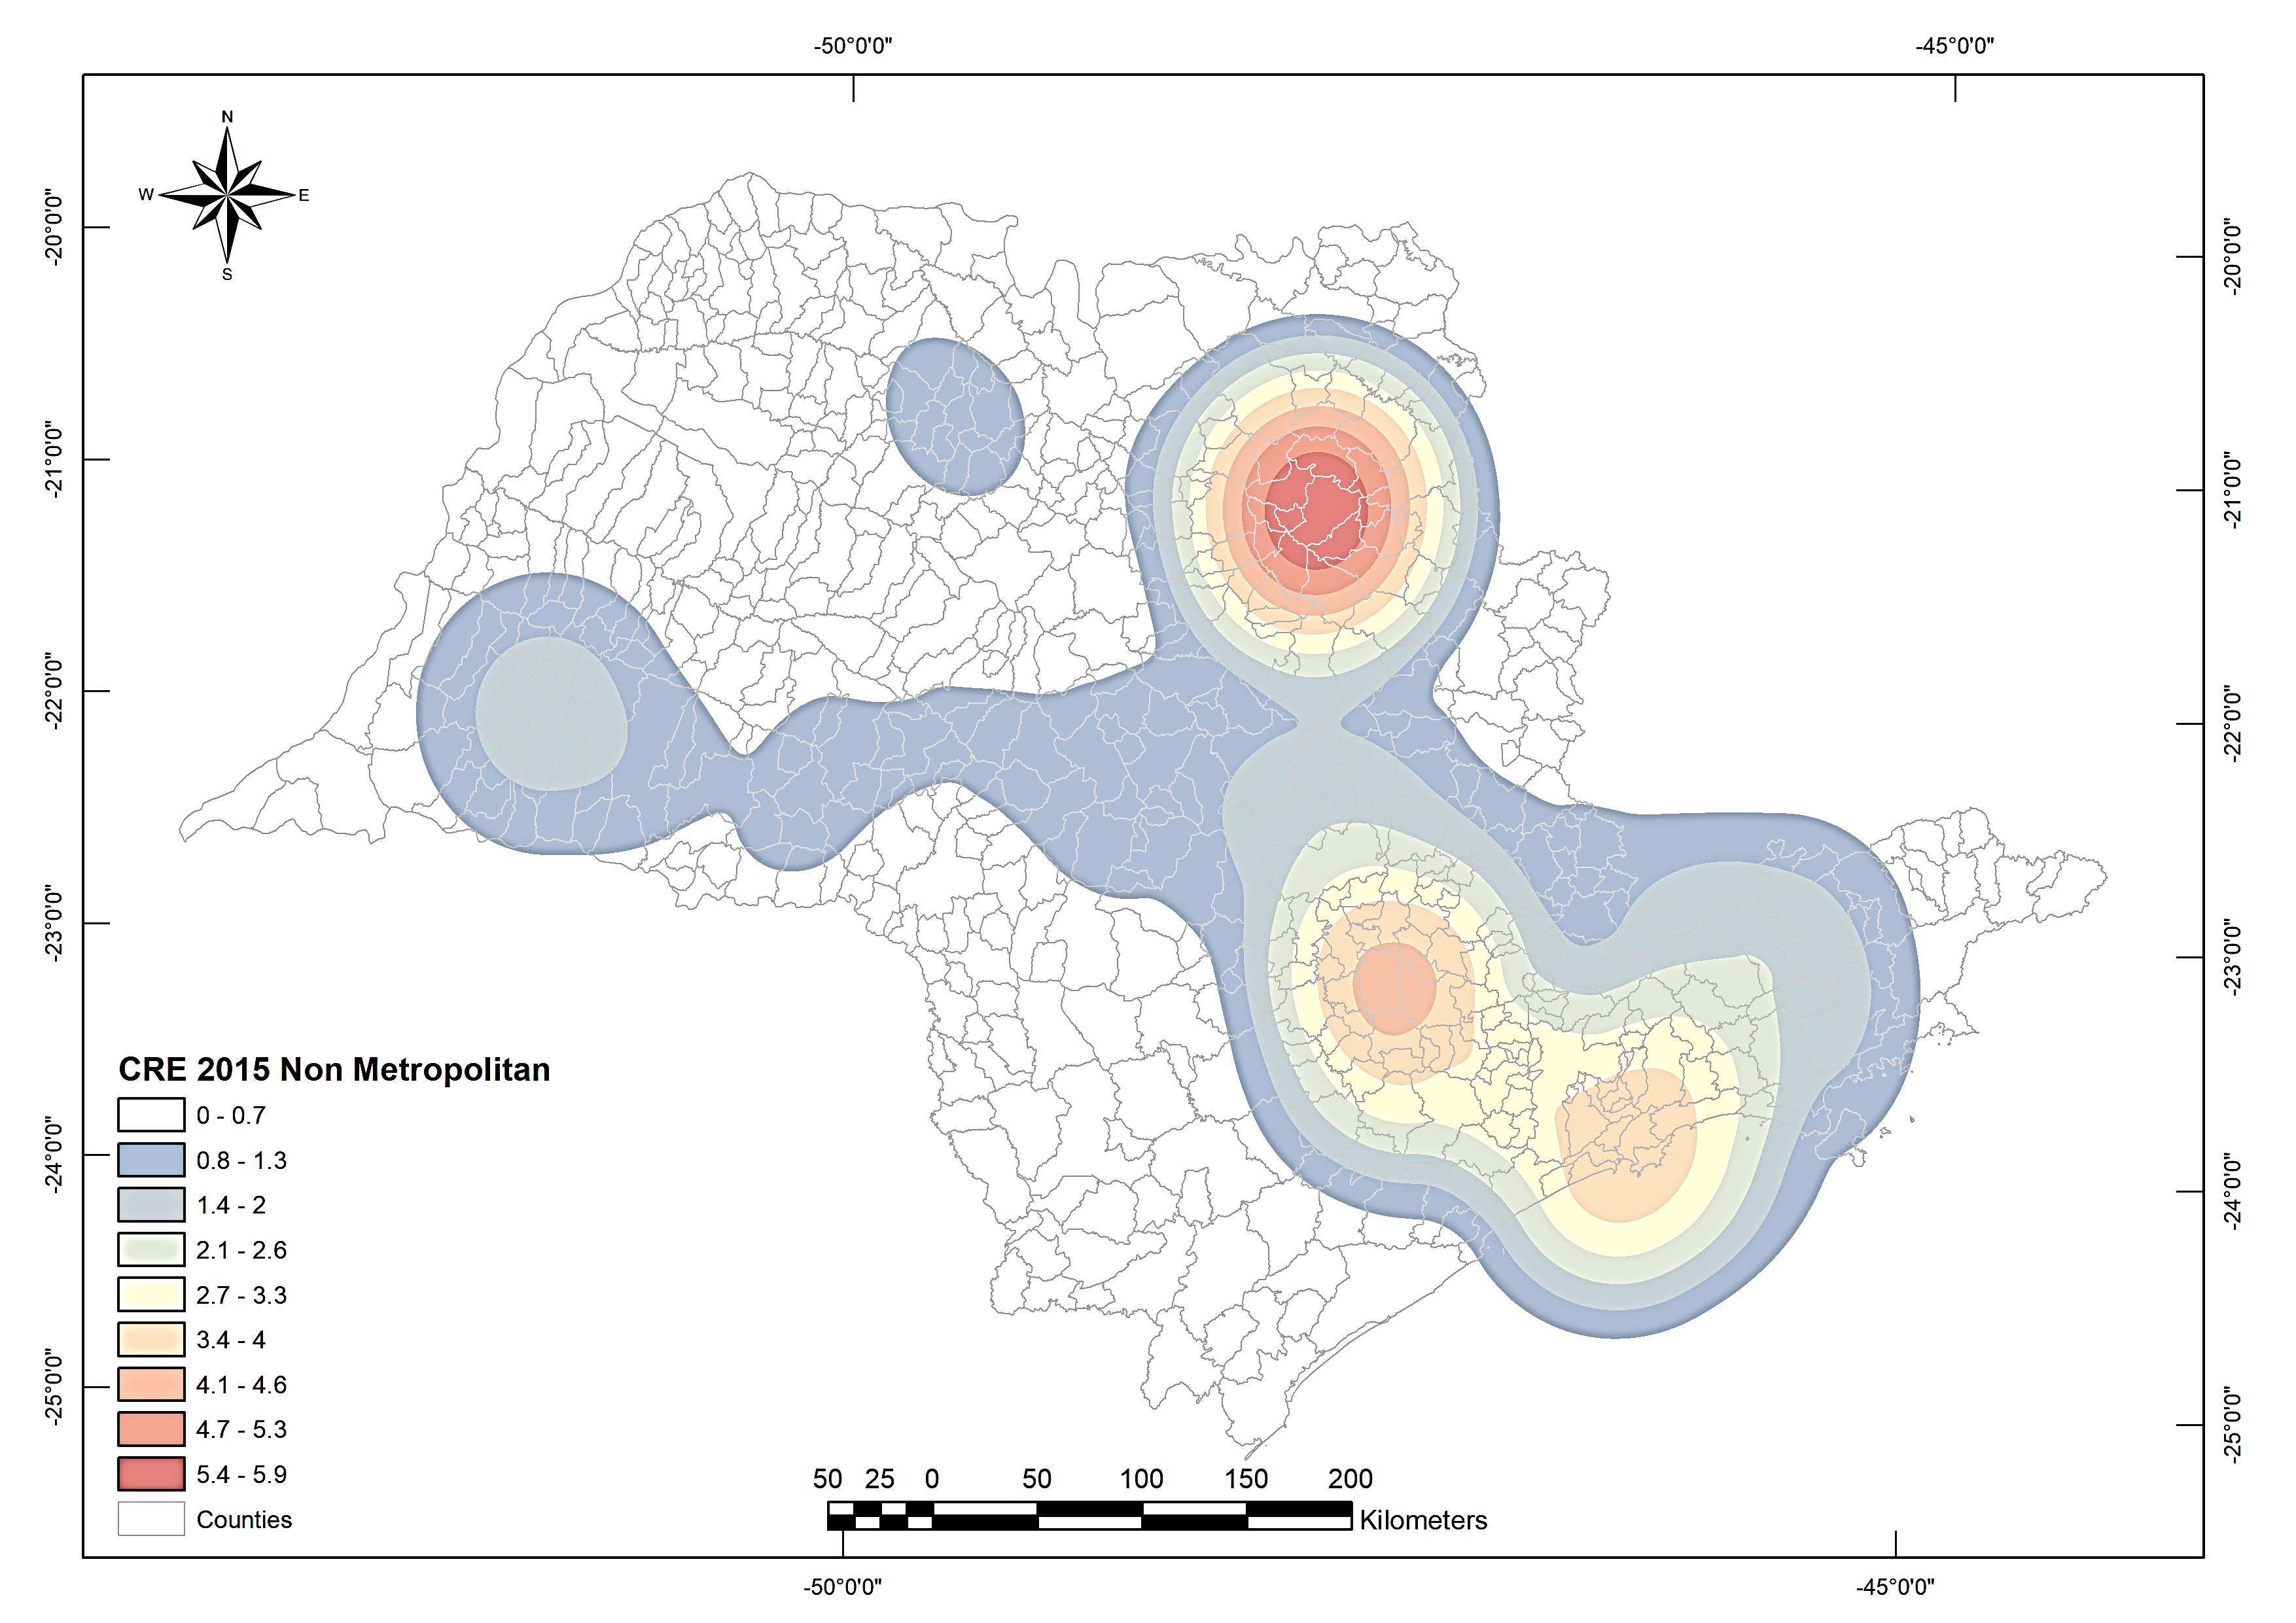 -50°0'0"
-45°0'0"
N
W
E
S
-20°0'0"
-20°0'0"
-21°0'0"
-21°0'0"
-22°0'0"
-22°0'0"
-23°0'0"
-23°0'0"
-24°0'0"
-24°0'0"
-25°0'0"
-25°0'0"
CRE 2015 Non Metropolitan
0 - 0.7
0.8 - 1.3
1.4 - 2
2.1 - 2.6
2.7 - 3.3
3.4 - 4
4.1 - 4.6
4.7 - 5.3
5.4 - 5.9
Counties
50 25 0 50 100 150 200
Kilometers
-50°0'0"
-45°0'0"